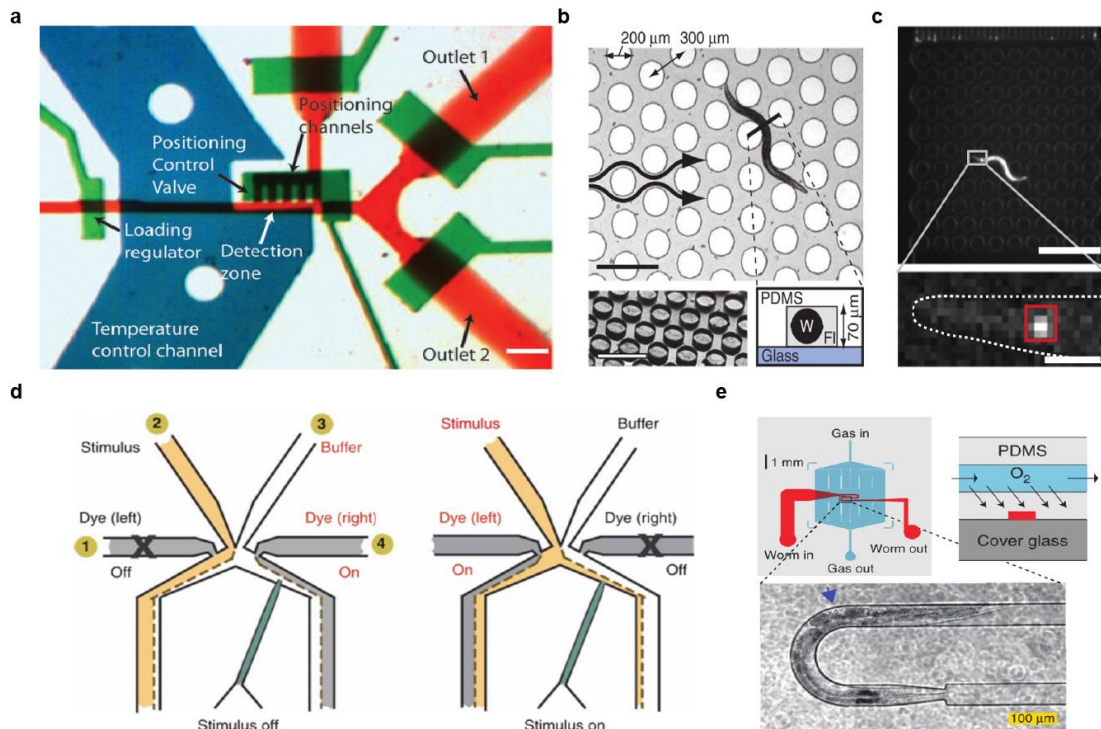 a
Outlet 1
Positioning
channels
Positioning
Control
Valve
Loading
regulator
Detection
zone
Temperature
control channel
Outlet 2
b
200 µm
300 µm
PDMS
W
Fl
70 µm
Glass
c
d
2
3
Stimulus
Buffer
Dye (left)
Dye (right)
1
X
4
Off
On
Stimulus off
Stimulus
Buffer
Dye (left)
Dye (right)
X
On
Off
Stimulus on
e
Gas in
1 mm
Worm in
Worm out
Gas out
PDMS
O₂
Cover glass
100 µm